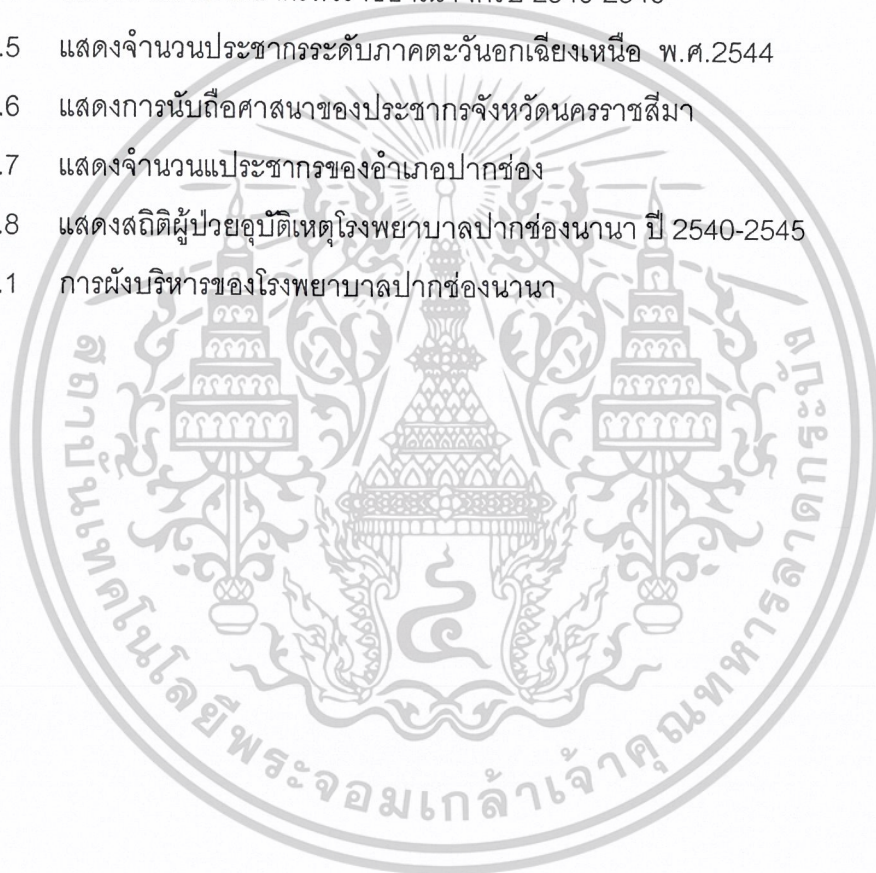 .5 แสดงจำนวนประชากรระดับภาคตะวันอกเฉียงเหนือ พ.ศ.2544
.6 แสดงการนับถือศาสนาของประชากรจังหวัดนครราชสีมา
.7 แสดงจำนวนแประชากรของอำเภอปากช่อง
.8 แสดงสถิติผู้ป่วยอุบัติเหตุโรงพยาบาลปากช่องนานา ปี 2540-2545
.1 การผังบริหารของโรงพยาบาลปากช่องนานา
สถาบันเทคโนโลยีพระจอมเกล้าเจ้าคุณทหารลาดกระบัง